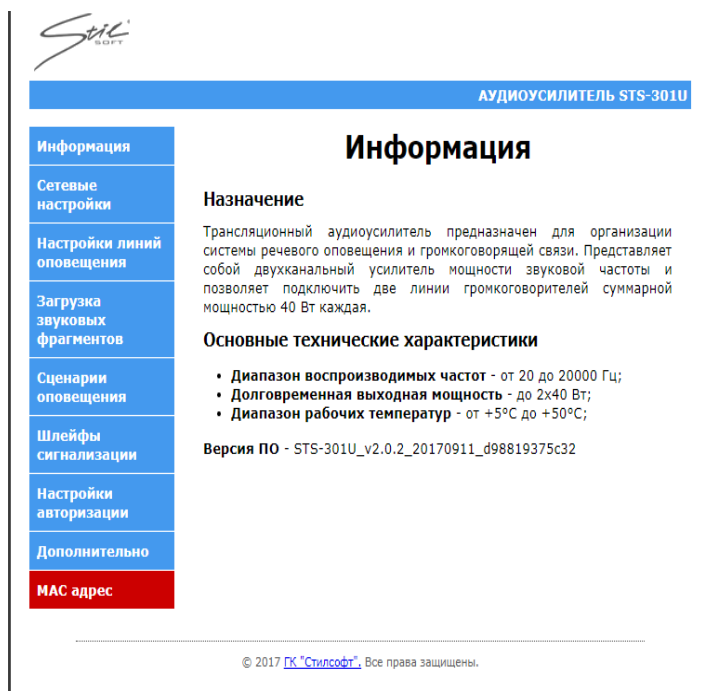 Stil
SOFT
АУДИОУСИЛИТЕЛЬ STS-301U
Информация
Сетевые
настройки
Настройки линий
оповещения
Загрузка
звуковых
фрагментов
Сценарии
оповещения
Шлейфы
сигнализации
Настройки
авторизации
Дополнительно
МАС адрес
Информация
Назначение
Трансляционный аудиоусилитель предназначен для организации
системы речевого оповещения и громкоговорящей связи. Представляет
собой двухканальный усилитель мощности звуковой частоты и
позволяет подключить две линии громкоговорителей суммарной
мощностью 40 Вт каждая.
Основные технические характеристики
• Диапазон воспроизводимых частот - от 20 до 20000 Гц;
• Долговременная выходная мощность - до 2х40 Вт;
• Диапазон рабочих температур - от +5°С до +50°С;
Версия ПО - STS-301U_v2.0.2_20170911_d98819375c32
© 2017 ГК "Стилсофт". Все права защищены.